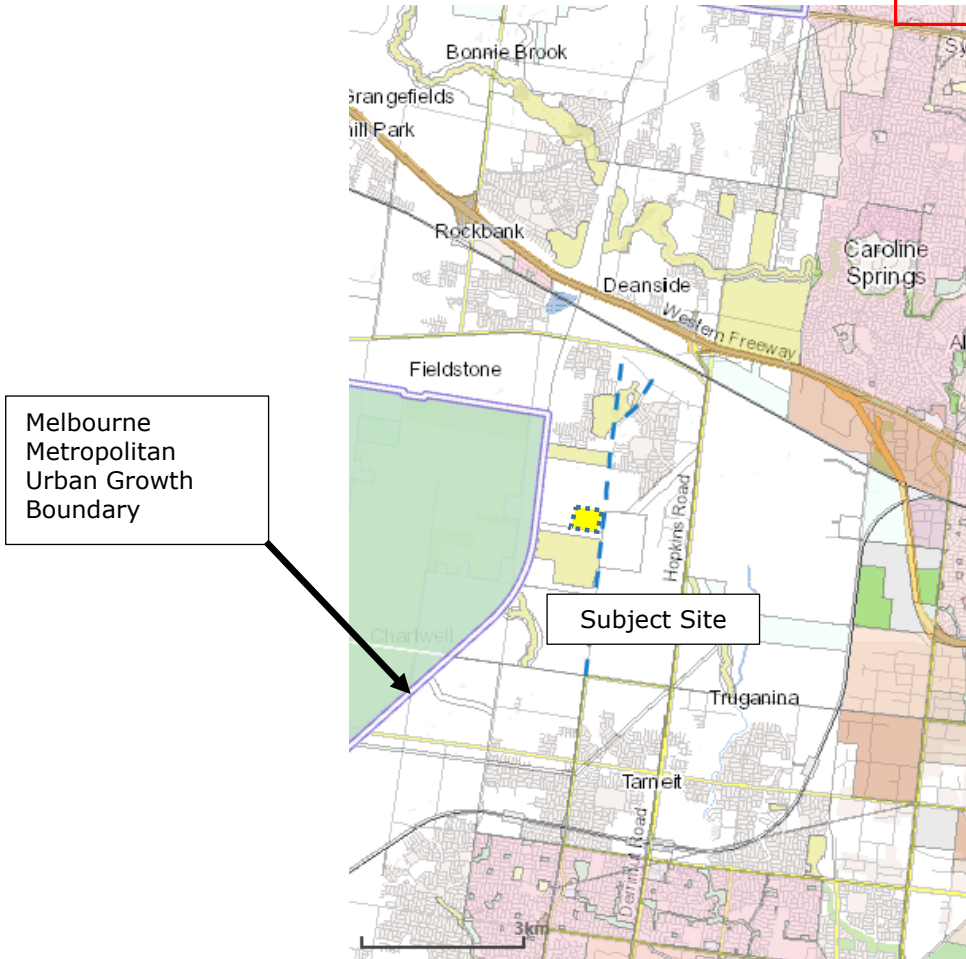 Bonnie Brook
Grangefields
hill Park
Rockbank
Caroline
Springs
Deanside
Western Freeway
Fieldstone
Melbourne
Metropolitan
Urban Growth
Boundary
Hopkins Road
Subject Site
Chartwell
Truganina
Tarneit
Derrimut Road
3km